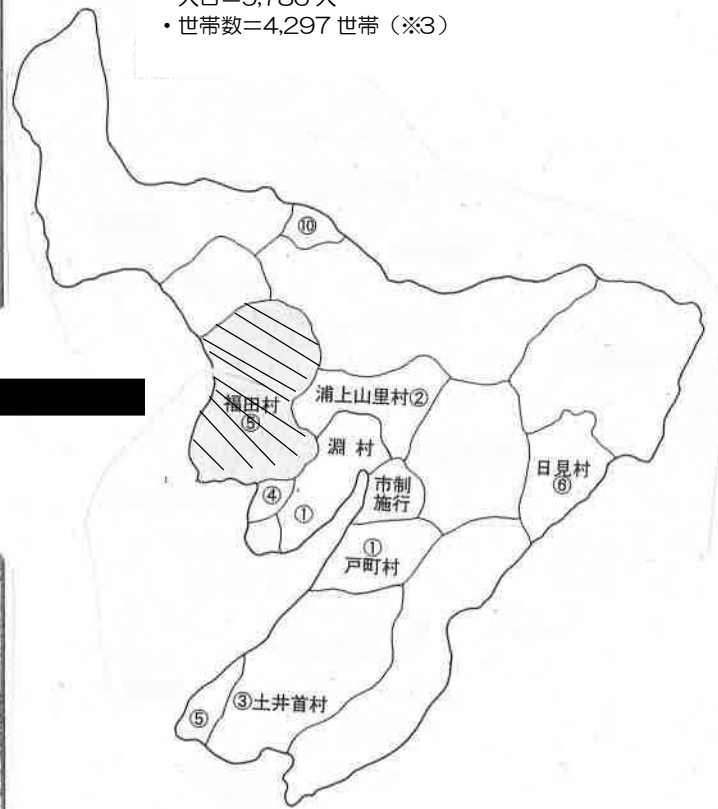 ・世帯数＝4,297 世帯（※3）
⑩
福田村
⑤
浦上山里村②
淵 村
④
①
市制
施行
日見村
⑥
①
戸町村
⑤
③土井首村